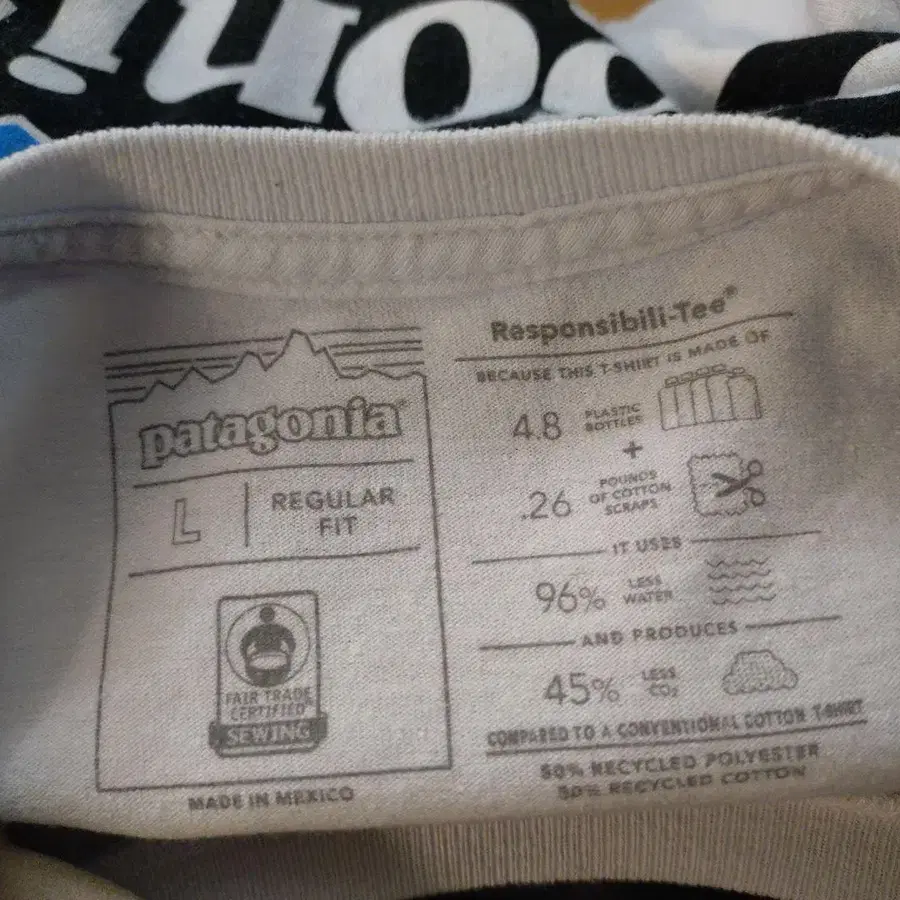 oni
patagonia®
L
REGULAR
FIT
FAIR TRADE
CERTIFIED
SEWING
MADE IN MEXICO
Responsibili-Tee®
BECAUSE THIS T-SHIRT IS MADE OF
4.8 PLASTIC
BOTTLES
+
.26 POUNDS
OF COTTON
SCRAPS
IT USES
96% LESS
WATER
AND PRODUCES
45% LESS
CO₂
COMPARED TO A CONVENTIONAL COTTON T-SHIRT
50% RECYCLED POLYESTER
50% RECYCLED COTTON